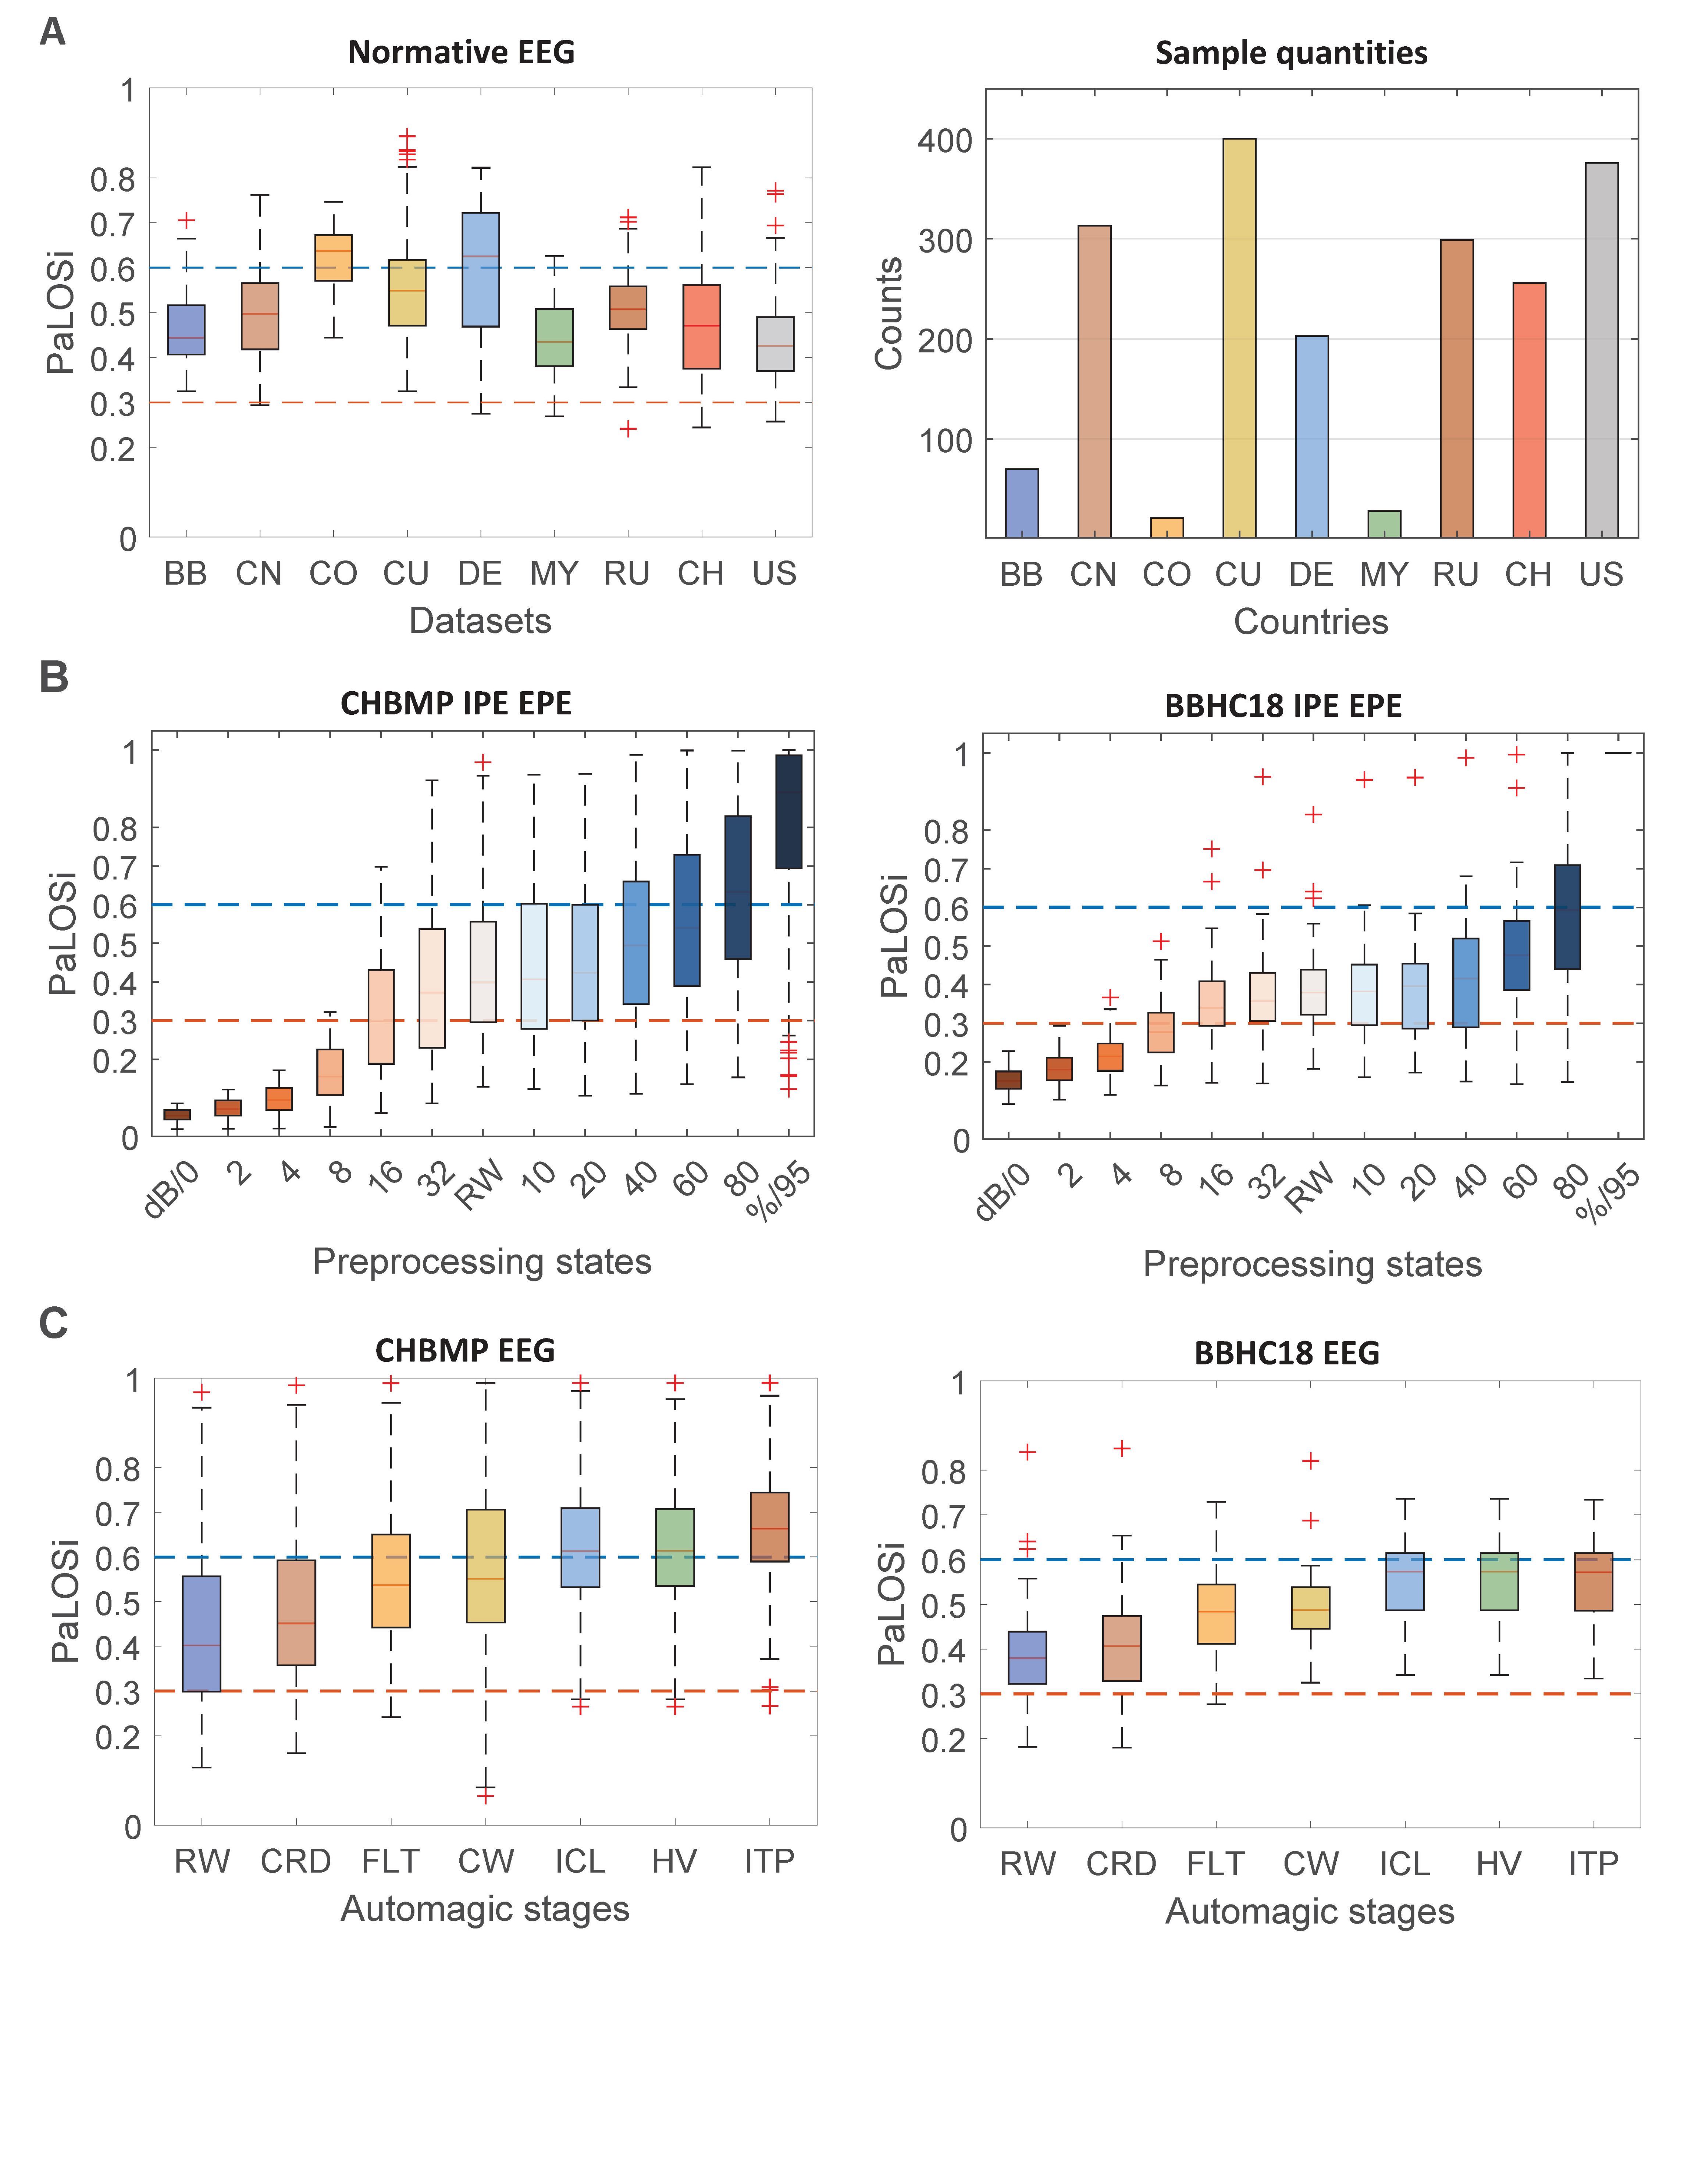 A
Normative EEG
1
0.8
0.7
0.6
0.5
0.4
0.3
0.2
0
PaLOSi
BB CN CO CU DE MY RU CH US
Datasets
Sample quantities
400
300
200
100
Counts
BB CN CO CU DE MY RU CH US
Countries
B
CHBMP IPE EPE
1
0.8
0.7
0.6
0.5
0.4
0.3
0.2
0
PaLOSi
dB/0 2 4 8 16 32 RW 10 20 40 60 80 %/95
Preprocessing states
BBHC18 IPE EPE
1
0.8
0.7
0.6
0.5
0.4
0.3
0.2
0
PaLOSi
dB/0 2 4 8 16 32 RW 10 20 40 60 80 %/95
Preprocessing states
C
CHBMP EEG
1
0.8
0.7
0.6
0.5
0.4
0.3
0.2
0
PaLOSi
RW CRD FLT CW ICL HV ITP
Automagic stages
BBHC18 EEG
1
0.8
0.7
0.6
0.5
0.4
0.3
0.2
0
PaLOSi
RW CRD FLT CW ICL HV ITP
Automagic stages